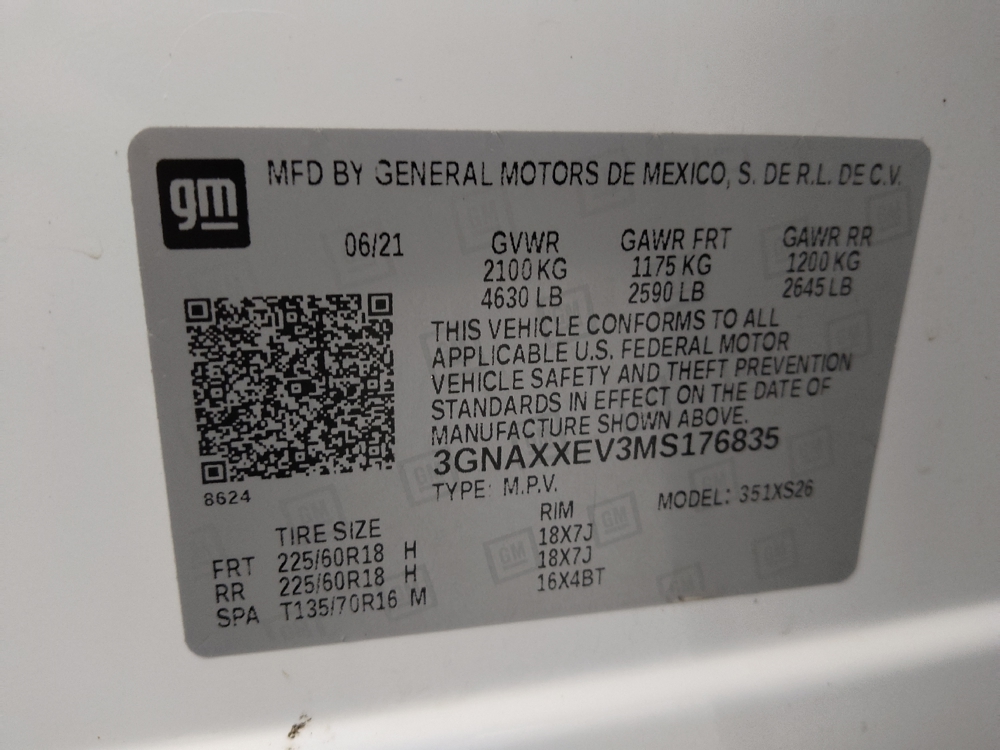 gm
MFD BY GENERAL MOTORS DE MEXICO, S. DE R.L. DE C.V.
06/21 GVWR GAWR FRT GAWR RR
2100 KG 1175 KG 1200 KG
4630 LB 2590 LB 2645 LB
THIS VEHICLE CONFORMS TO ALL
APPLICABLE U.S. FEDERAL MOTOR
VEHICLE SAFETY AND THEFT PREVENTION
STANDARDS IN EFFECT ON THE DATE OF
MANUFACTURE SHOWN ABOVE.
3GNAXXEV3MS176835
8624
TYPE: M.P.V. MODEL: 351XS26
TIRE SIZE RIM
FRT 225/60R18 H 18X7J
RR 225/60R18 H 18X7J
SPA T135/70R16 M 16X4BT